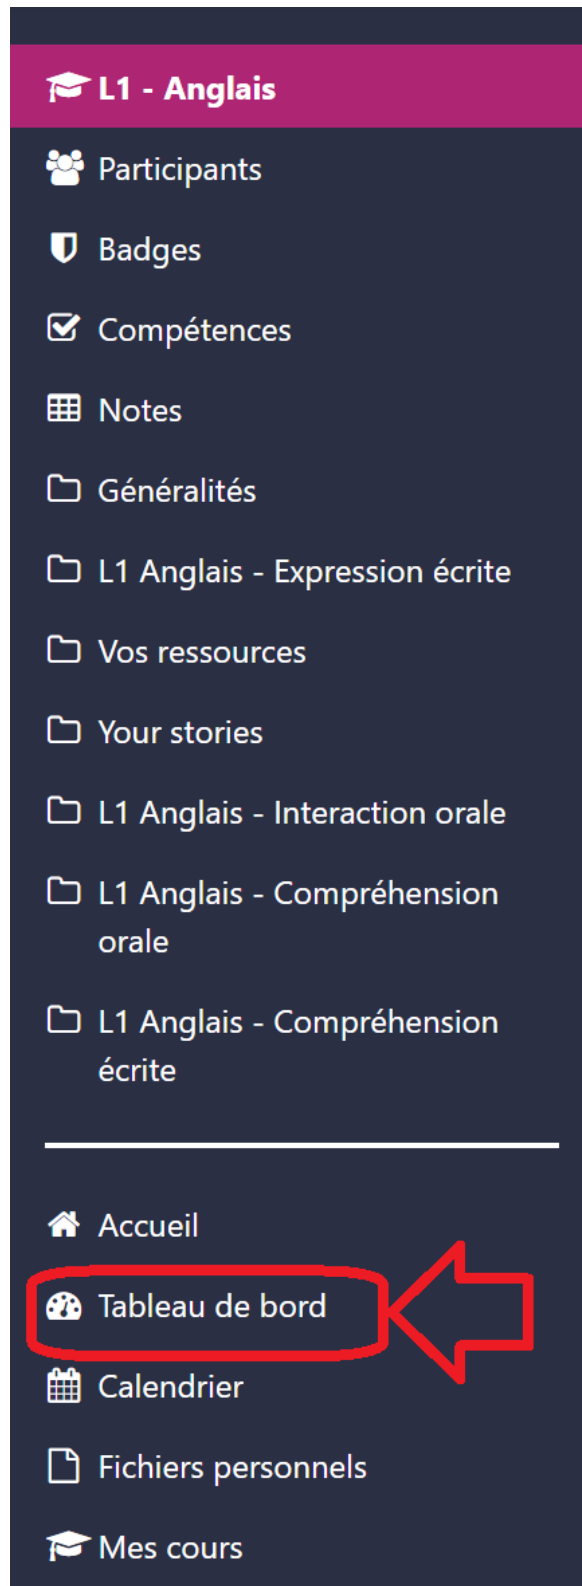 L1 - Anglais
Participants
Badges
Compétences
Notes
Généralités
L1 Anglais - Expression écrite
Vos ressources
Your stories
L1 Anglais - Interaction orale
L1 Anglais - Compréhension
orale
L1 Anglais - Compréhension
écrite
Accueil
Tableau de bord
Calendrier
Fichiers personnels
Mes cours